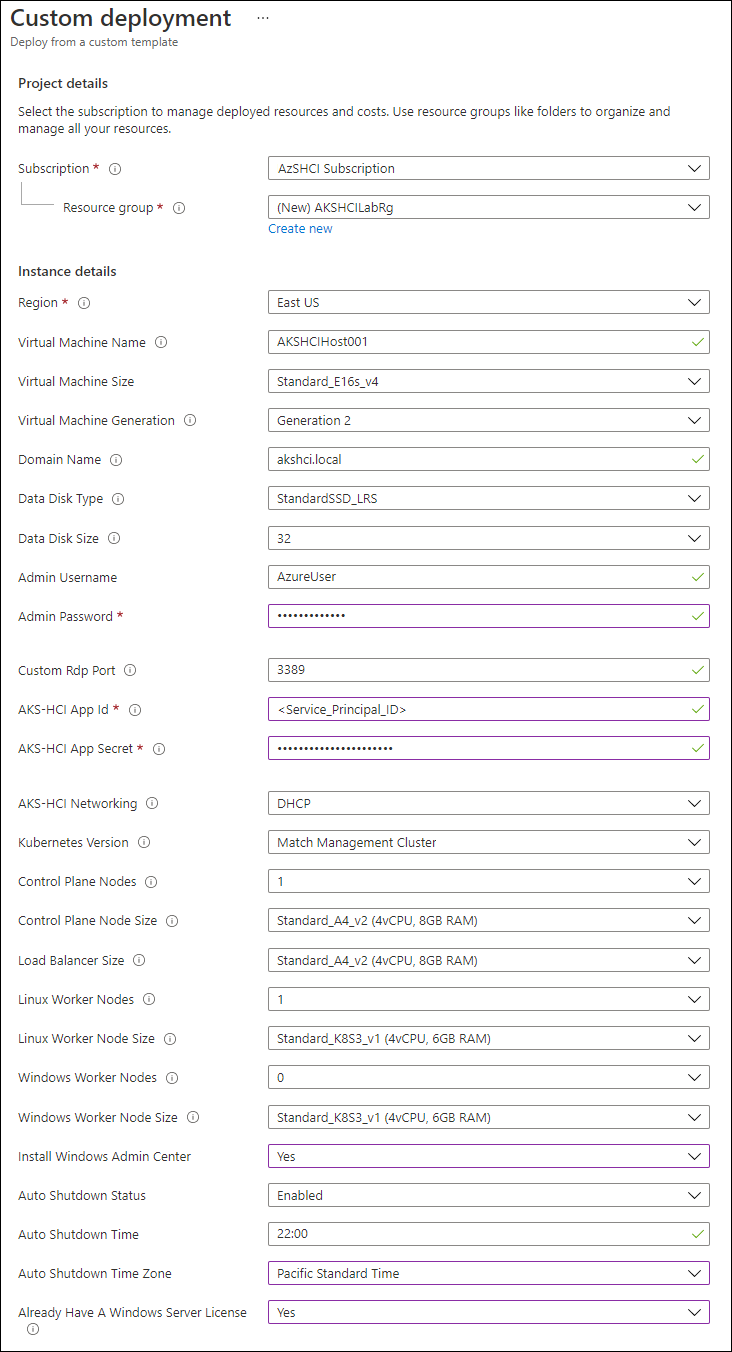 Custom deployment ...
Deploy from a custom template
Project details
Select the subscription to manage deployed resources and costs. Use resource groups like folders to organize and
manage all your resources.
Subscription * AzSHCI Subscription
Resource group * (New) AKSHCILabRg
Create new
Instance details
Region * East US
Virtual Machine Name AKSHCIHost001
Virtual Machine Size Standard_E16s_v4
Virtual Machine Generation Generation 2
Domain Name akshci.local
Data Disk Type StandardSSD_LRS
Data Disk Size 32
Admin Username AzureUser
Admin Password * •••••••••••••
Custom Rdp Port 3389
AKS-HCI App Id * <Service_Principal_ID>
AKS-HCI App Secret * ••••••••••••••••••••••
AKS-HCI Networking DHCP
Kubernetes Version Match Management Cluster
Control Plane Nodes 1
Control Plane Node Size Standard_A4_v2 (4vCPU, 8GB RAM)
Load Balancer Size Standard_A4_v2 (4vCPU, 8GB RAM)
Linux Worker Nodes 1
Linux Worker Node Size Standard_K8S3_v1 (4vCPU, 6GB RAM)
Windows Worker Nodes 0
Windows Worker Node Size Standard_K8S3_v1 (4vCPU, 6GB RAM)
Install Windows Admin Center Yes
Auto Shutdown Status Enabled
Auto Shutdown Time 22:00
Auto Shutdown Time Zone Pacific Standard Time
Already Have A Windows Server License Yes